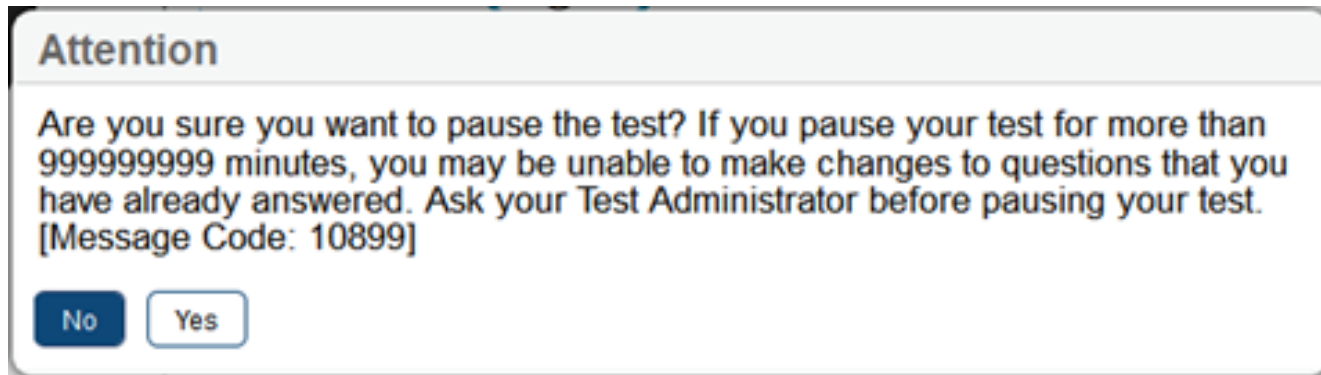 Attention
Are you sure you want to pause the test? If you pause your test for more than
999999999 minutes, you may be unable to make changes to questions that you
have already answered. Ask your Test Administrator before pausing your test.
[Message Code: 10899]
No Yes